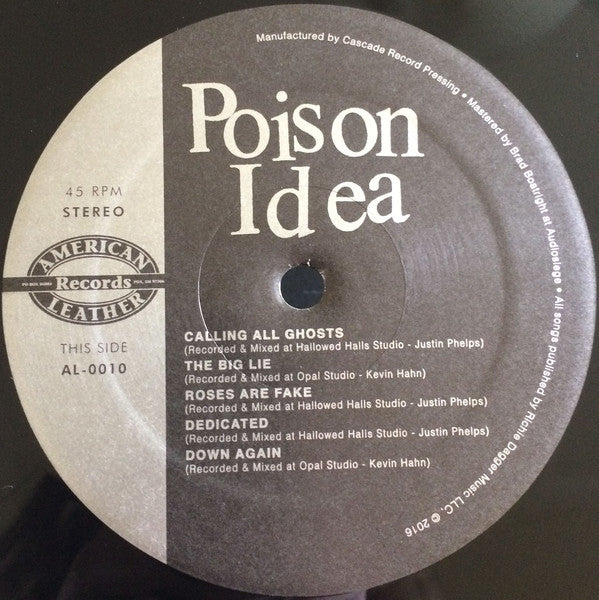 Manufactured by Cascade Record Pressing • Mastered by Brad Boatright at Audiosiege • All songs published by Richie Dagger Music LLC, © 2016
Poison
Idea
45 RPM
STEREO
AMERICAN
Records
LEATHER
THIS SIDE
AL-0010
CALLING ALL GHOSTS
(Recorded & Mixed at Hallowed Halls Studio - Justin Phelps)
THE BIG LIE
(Recorded & Mixed at Opal Studio - Kevin Hahn)
ROSES ARE FAKE
(Recorded & Mixed at Hallowed Halls Studio - Justin Phelps)
DEDICATED
(Recorded & Mixed at Hallowed Halls Studio - Justin Phelps)
DOWN AGAIN
(Recorded & Mixed at Opal Studio - Kevin Hahn)